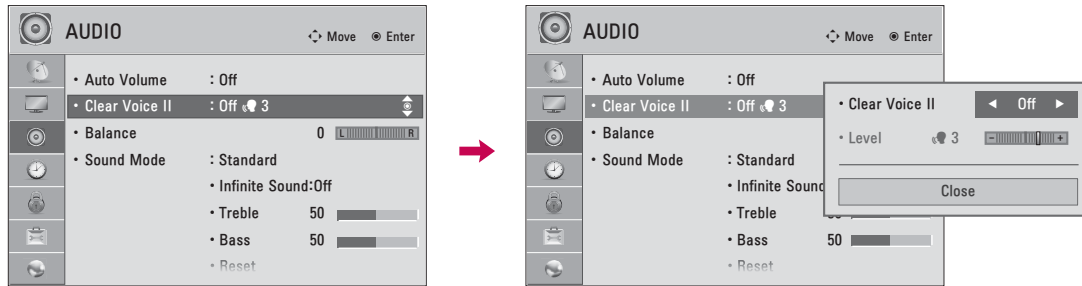 AUDIO
Move
Enter
• Auto Volume : Off
• Clear Voice II : Off 3
• Balance 0 L R
• Sound Mode : Standard
• Infinite Sound:Off
• Treble 50
• Bass 50
• Reset
AUDIO
Move
Enter
• Auto Volume : Off
• Clear Voice II : Off 3
• Balance
• Sound Mode : Standard
• Infinite Sound
• Treble
• Bass 50
• Reset
• Clear Voice II ◀ Off ▶
• Level 3 - +
Close